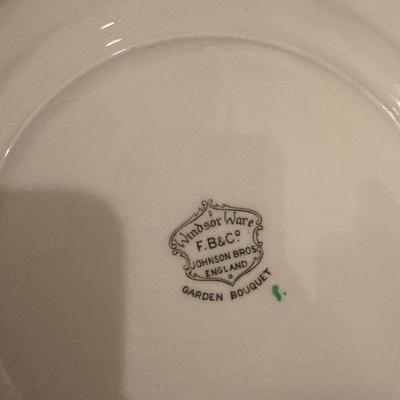 Windsor Ware
F.B&Cº
JOHNSON BROS
ENGLAND
GARDEN BOUQUET